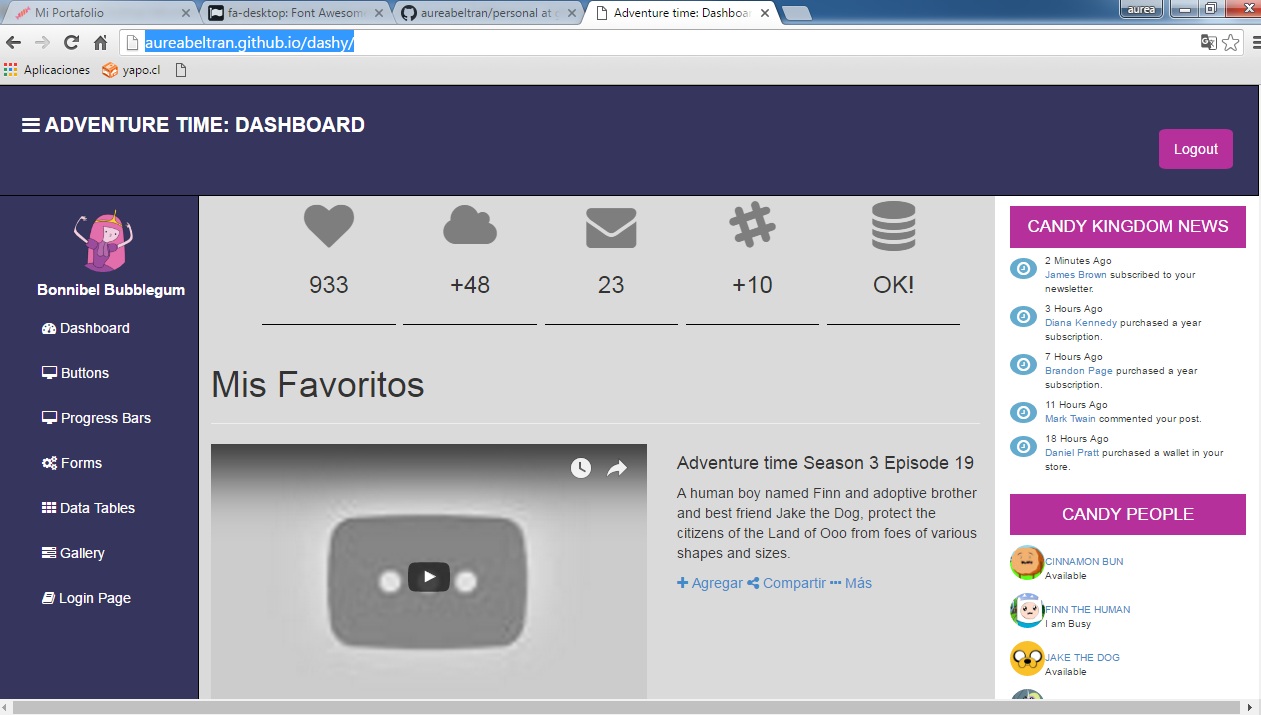 Mi Portafolio
fa-desktop: Font Awesom
aureabeltran/personal at g
Adventure time: Dashboa
aurea
aureabeltran.github.io/dashy/
Aplicaciones
yapo.cl
ADVENTURE TIME: DASHBOARD
Logout
Bonnibel Bubblegum
Dashboard
Buttons
Progress Bars
Forms
Data Tables
Gallery
Login Page
933
+48
23
+10
OK!
Mis Favoritos
Adventure time Season 3 Episode 19
A human boy named Finn and adoptive brother
and best friend Jake the Dog, protect the
citizens of the Land of Ooo from foes of various
shapes and sizes.
Agregar Compartir Más
CANDY KINGDOM NEWS
2 Minutes Ago
James Brown subscribed to your
newsletter.
3 Hours Ago
Diana Kennedy purchased a year
subscription.
7 Hours Ago
Brandon Page purchased a year
subscription.
11 Hours Ago
Mark Twain commented your post.
18 Hours Ago
Daniel Pratt purchased a wallet in your
store.
CANDY PEOPLE
CINNAMON BUN
Available
FINN THE HUMAN
I am Busy
JAKE THE DOG
Available